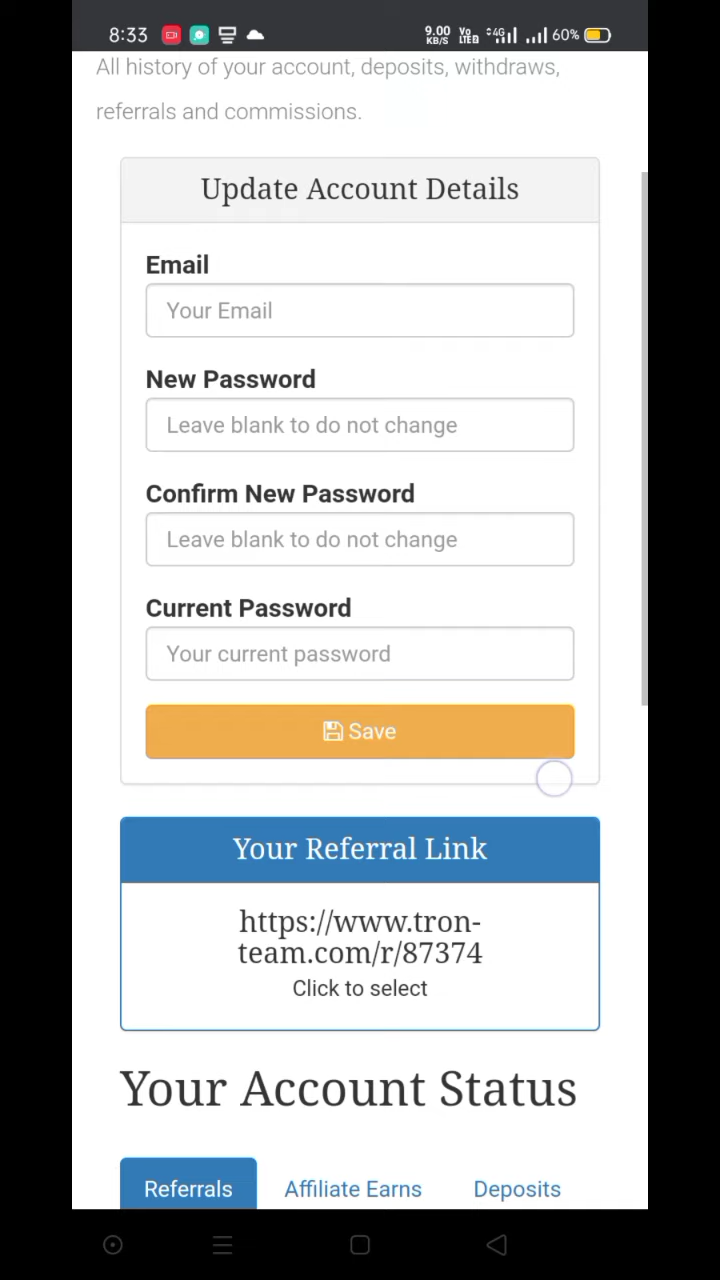 8:33
9.00 KB/S Vo LTE 4G 60%
All history of your account, deposits, withdraws,
referrals and commissions.
Update Account Details
Email
Your Email
New Password
Leave blank to do not change
Confirm New Password
Leave blank to do not change
Current Password
Your current password
Save
Your Referral Link
https://www.tron-
team.com/r/87374
Click to select
Your Account Status
Referrals Affiliate Earns Deposits